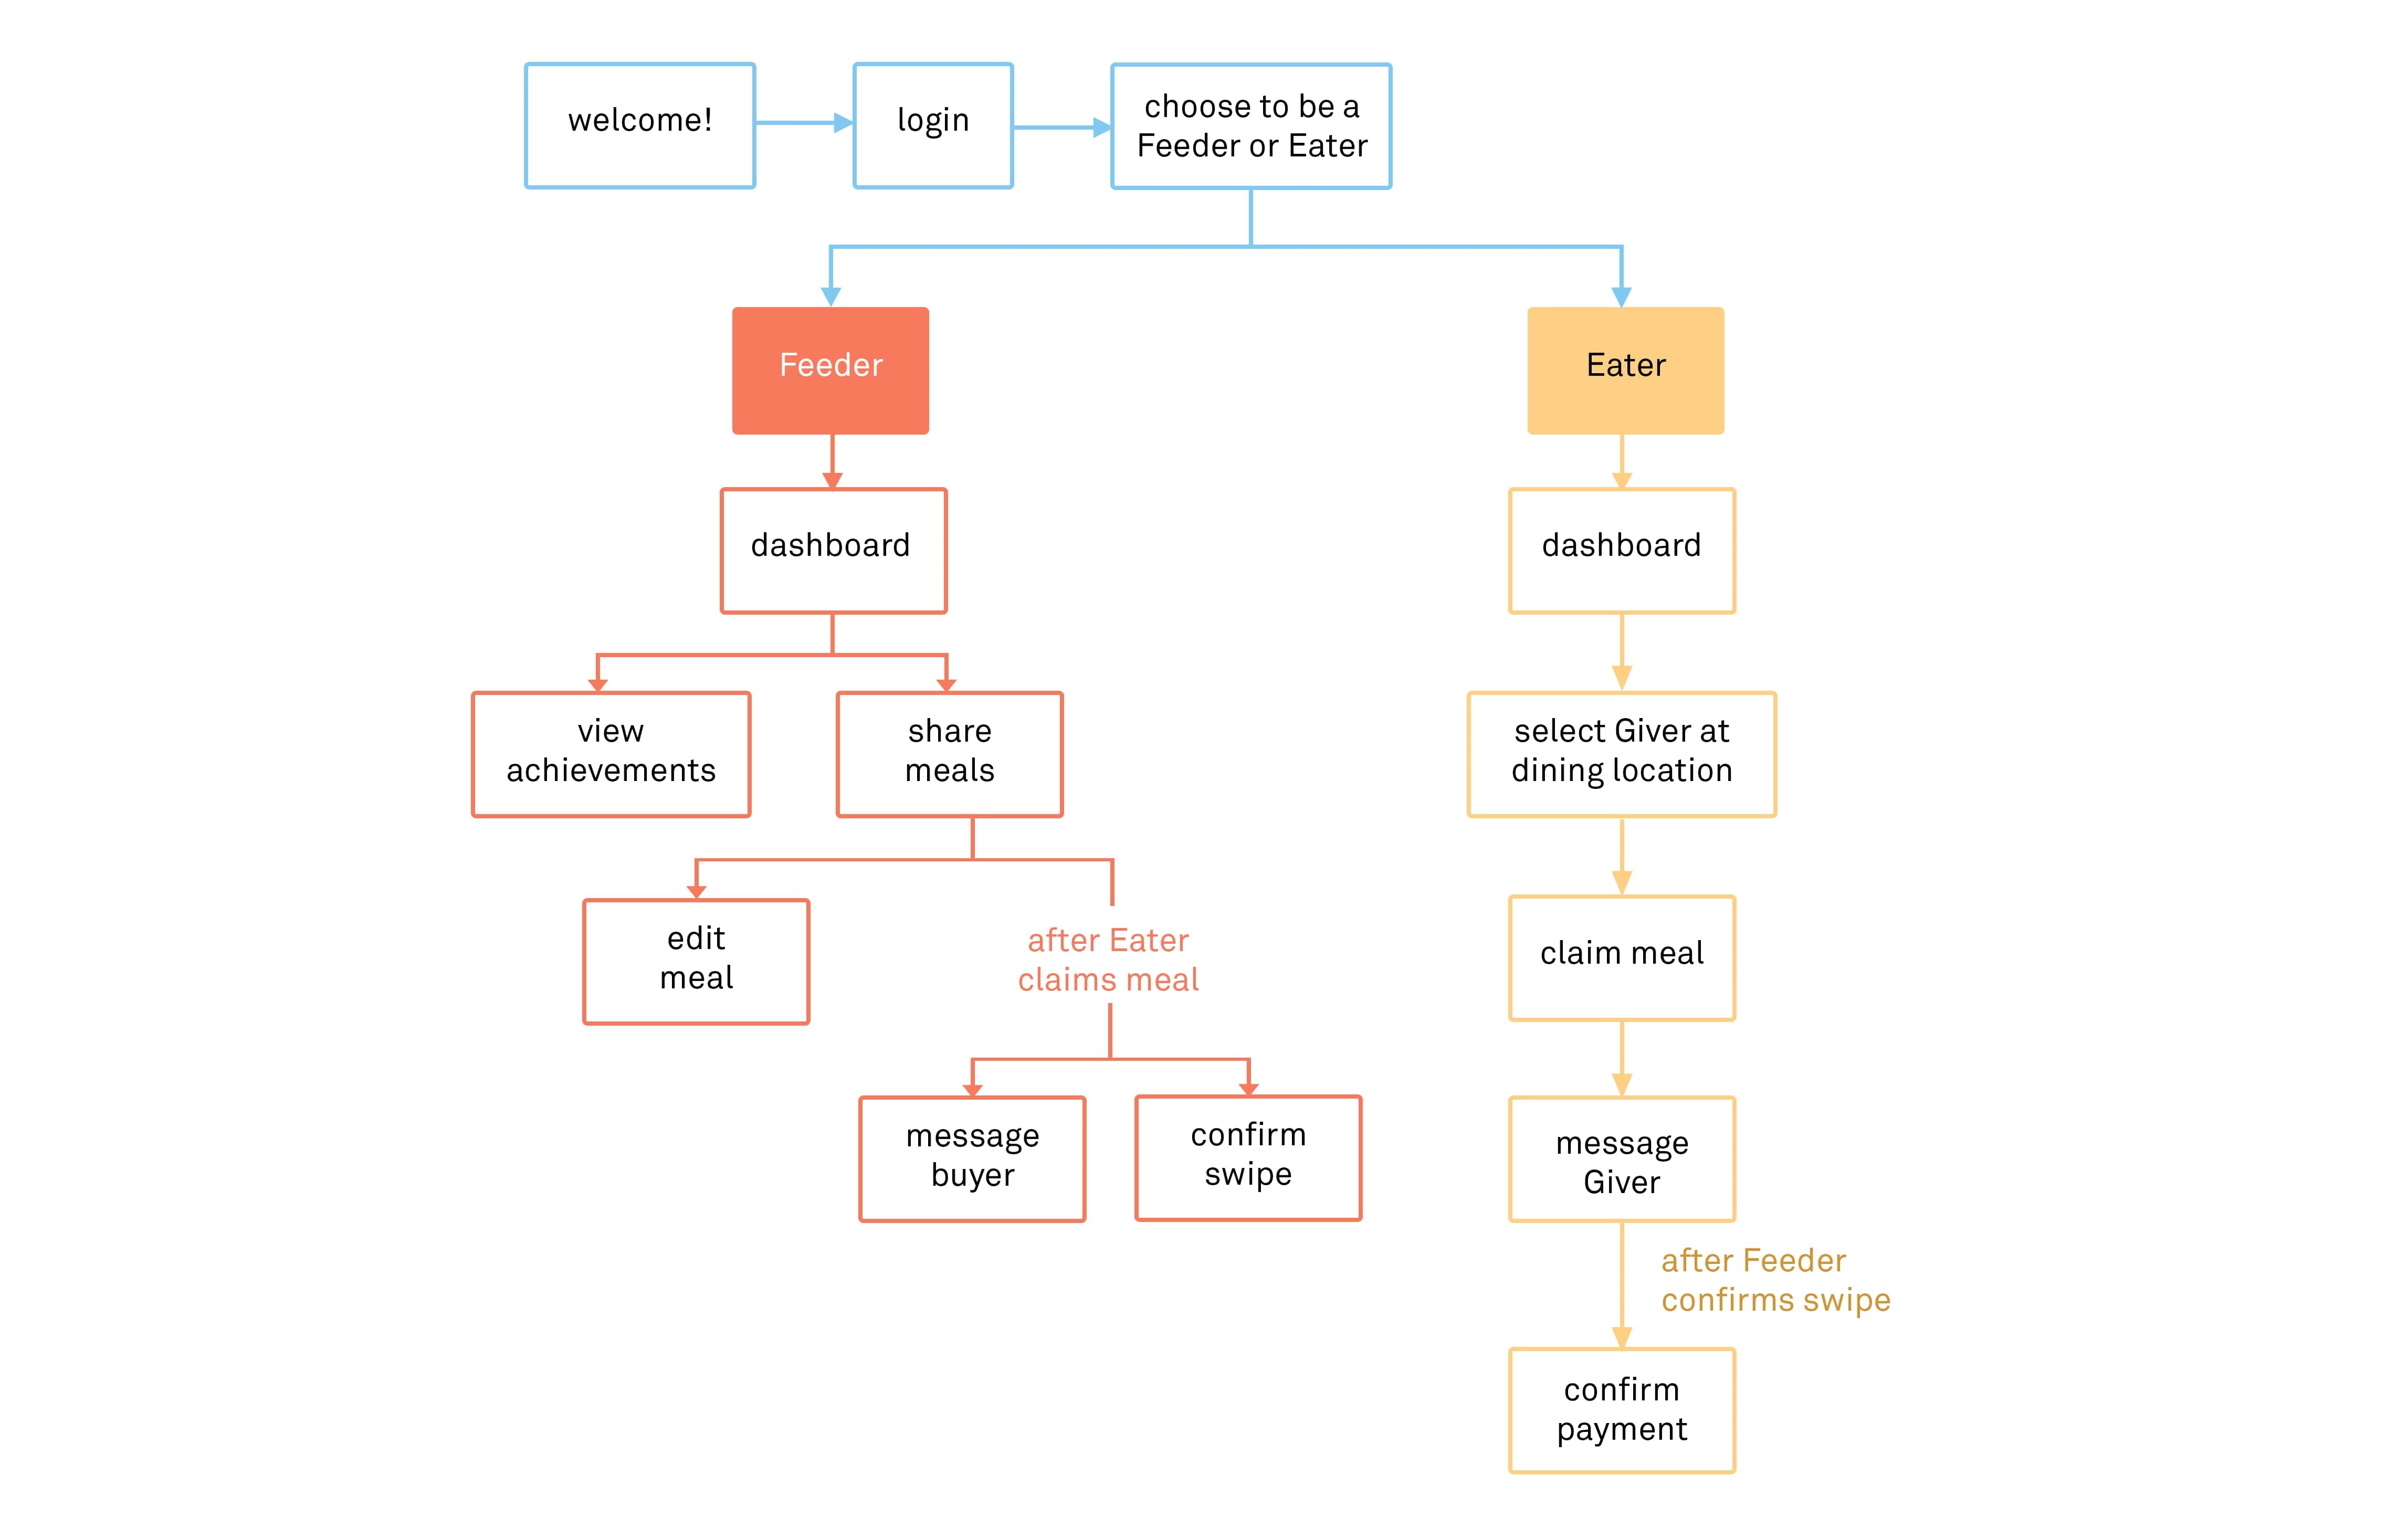 welcome!
login
choose to be a
Feeder or Eater
Feeder
Eater
dashboard
dashboard
view
achievements
share
meals
select Giver at
dining location
edit
meal
after Eater
claims meal
claim meal
message
buyer
confirm
swipe
message
Giver
after Feeder
confirms swipe
confirm
payment